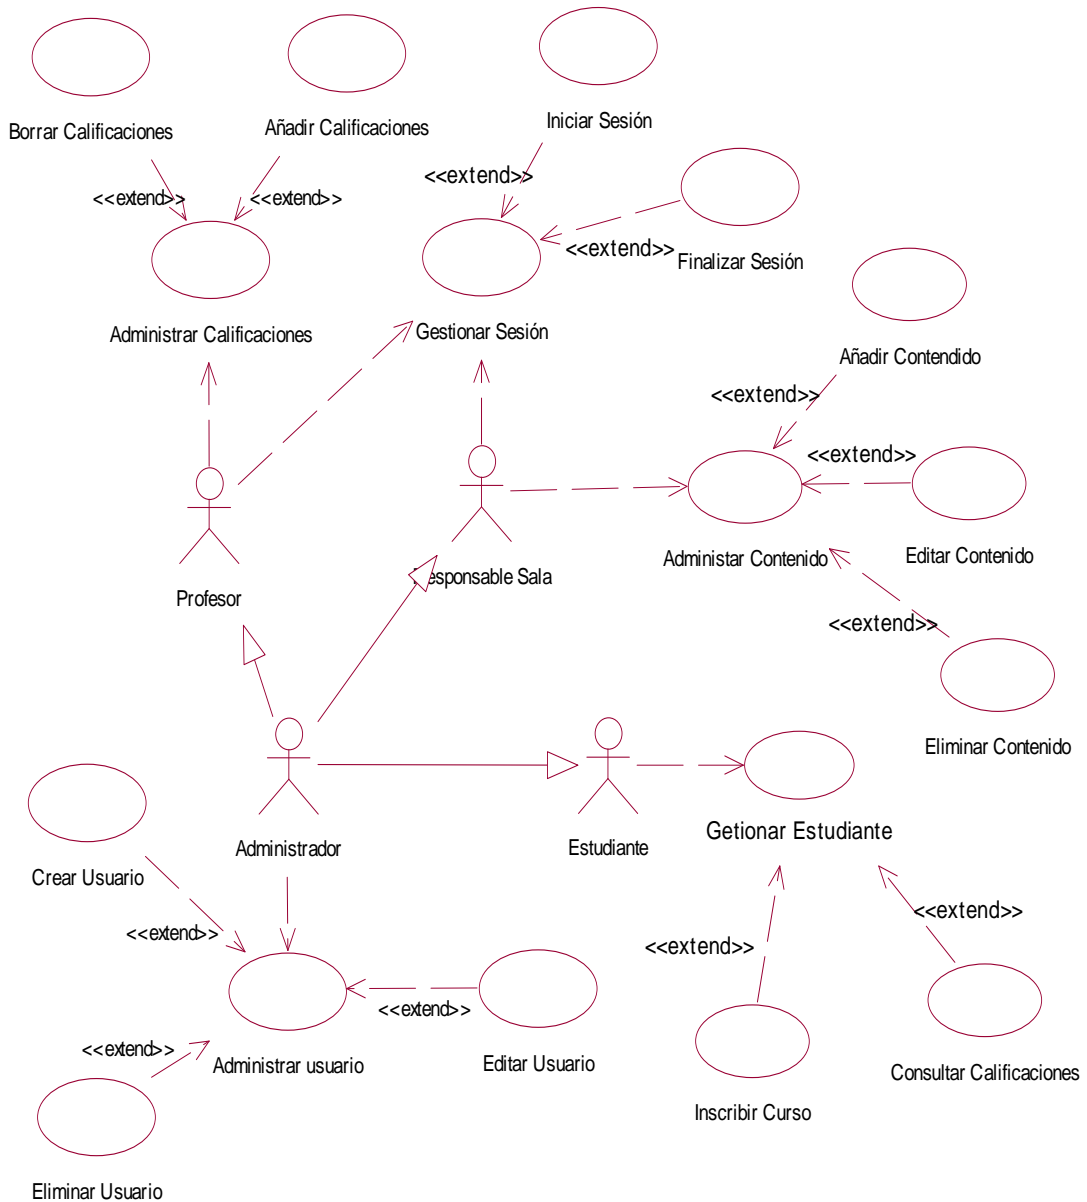 Borrar Calificaciones
Añadir Calificaciones
Iniciar Sesión
<<extend>>
<<extend>>
<<extend>>
<<extend>>
Finalizar Sesión
Administrar Calificaciones
Gestionar Sesión
Añadir Contendido
<<extend>>
<<extend>>
Administar Contenido
Editar Contenido
Profesor
Responsable Sala
<<extend>>
Eliminar Contenido
Administrador
Estudiante
Getionar Estudiante
Crear Usuario
<<extend>>
<<extend>>
<<extend>>
<<extend>>
<<extend>>
Administrar usuario
Editar Usuario
Consultar Calificaciones
Inscribir Curso
Eliminar Usuario